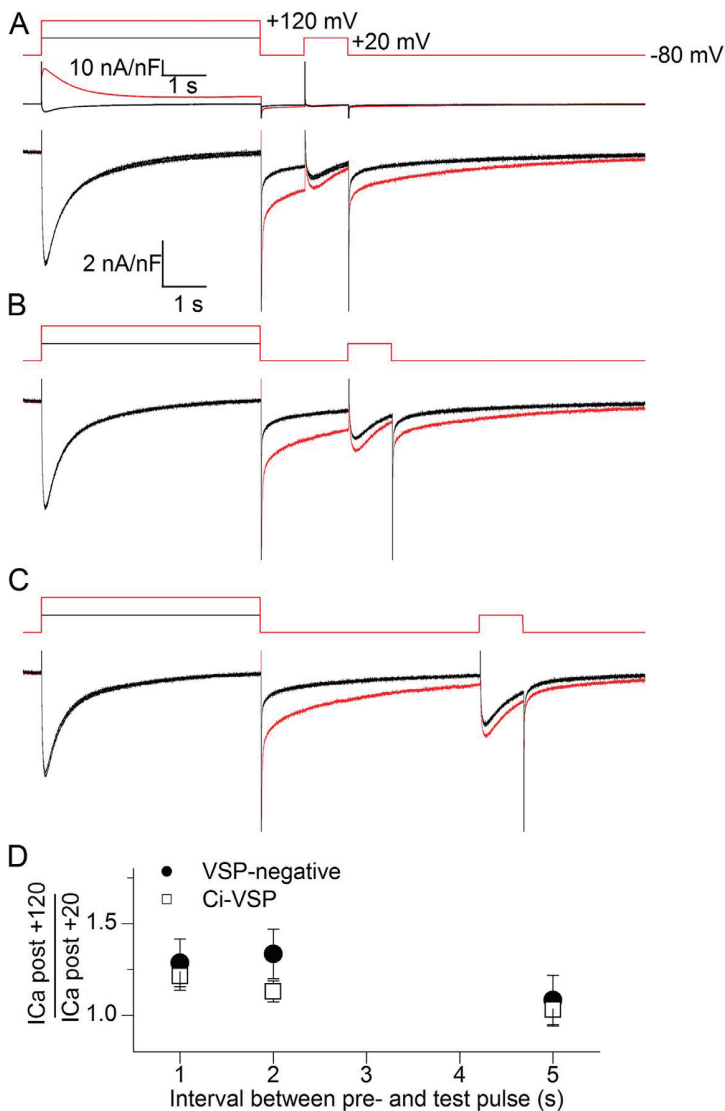 A
+120 mV
+20 mV
-80 mV
10 nA/nF
1 s
2 nA/nF
1 s
B
C
D
VSP-negative
Ci-VSP
ICa post +120
ICa post +20
1.5
1.0
1 2 3 4 5
Interval between pre- and test pulse (s)